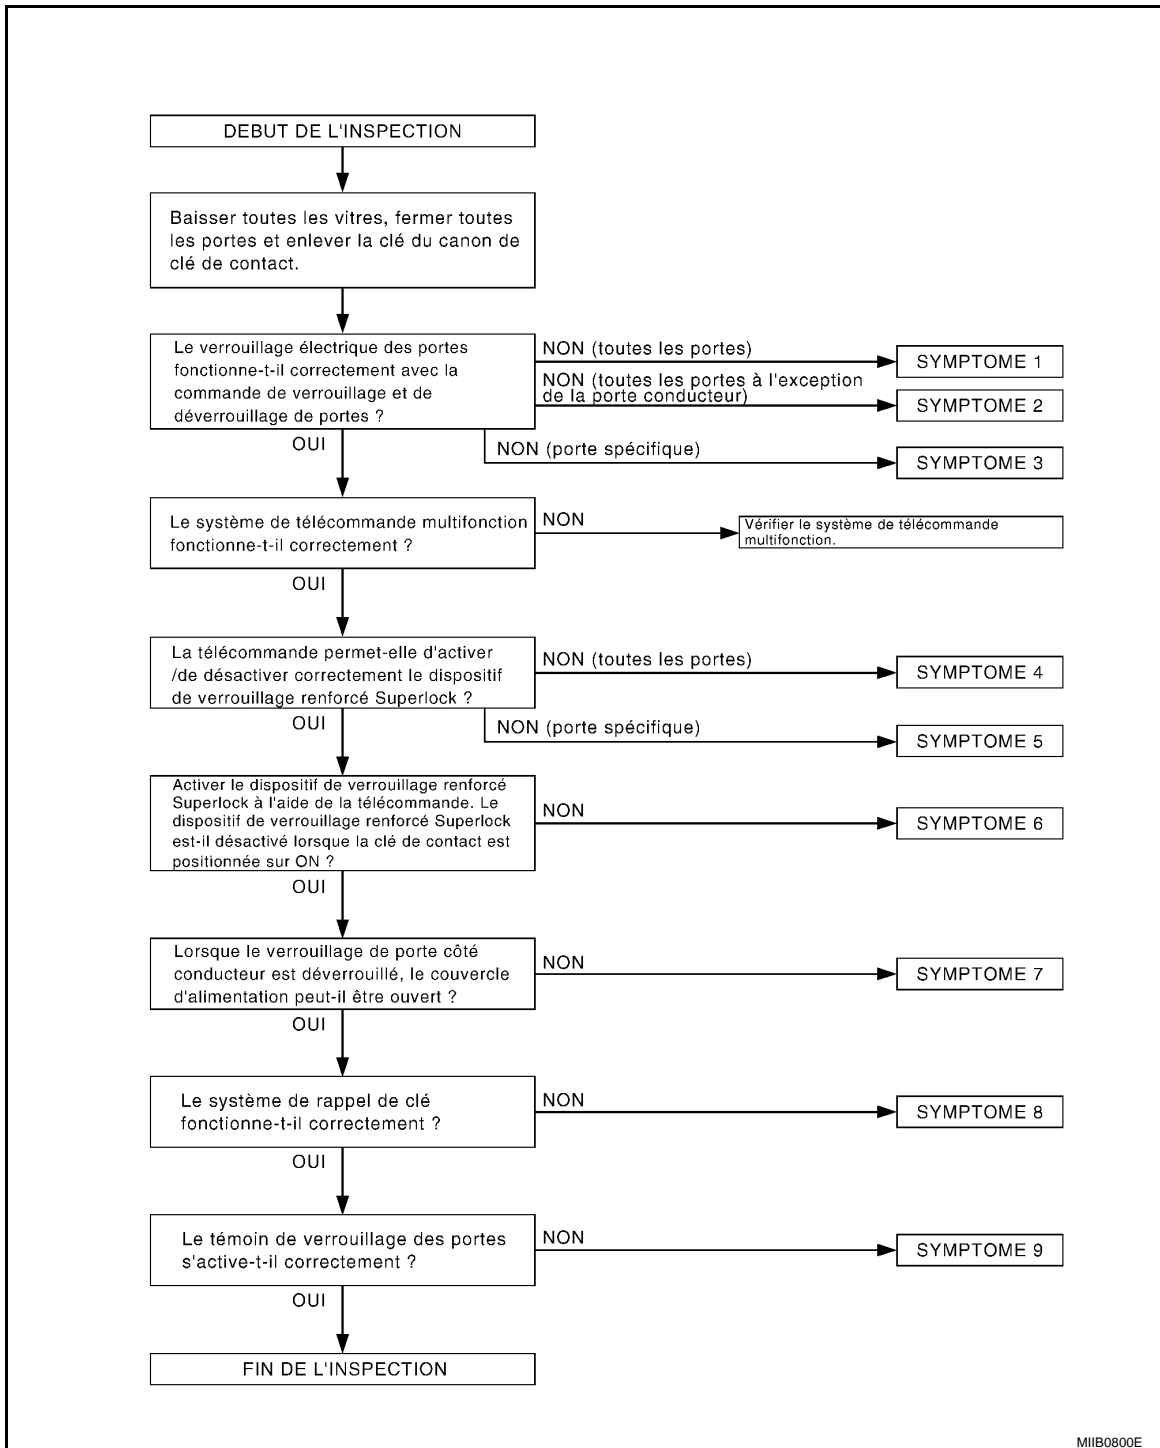 DEBUT DE L'INSPECTION
Baisser toutes les vitres, fermer toutes
les portes et enlever la clé du canon de
clé de contact.
Le verrouillage électrique des portes
fonctionne-t-il correctement avec la
commande de verrouillage et de
déverrouillage de portes ?
NON (toutes les portes)
SYMPTOME 1
NON (toutes les portes à l'exception
de la porte conducteur)
SYMPTOME 2
OUI
NON (porte spécifique)
SYMPTOME 3
Le système de télécommande multifonction
fonctionne-t-il correctement ?
NON
Vérifier le système de télécommande
multifonction.
OUI
La télécommande permet-elle d'activer
/de désactiver correctement le dispositif
de verrouillage renforcé Superlock ?
NON (toutes les portes)
SYMPTOME 4
OUI
NON (porte spécifique)
SYMPTOME 5
Activer le dispositif de verrouillage renforcé
Superlock à l'aide de la télécommande. Le
dispositif de verrouillage renforcé Superlock
est-il désactivé lorsque la clé de contact est
positionnée sur ON ?
NON
SYMPTOME 6
OUI
Lorsque le verrouillage de porte côté
conducteur est déverrouillé, le couvercle
d'alimentation peut-il être ouvert ?
NON
SYMPTOME 7
OUI
Le système de rappel de clé
fonctionne-t-il correctement ?
NON
SYMPTOME 8
OUI
Le témoin de verrouillage des portes
s'active-t-il correctement ?
NON
SYMPTOME 9
OUI
FIN DE L'INSPECTION
MIIB0800E